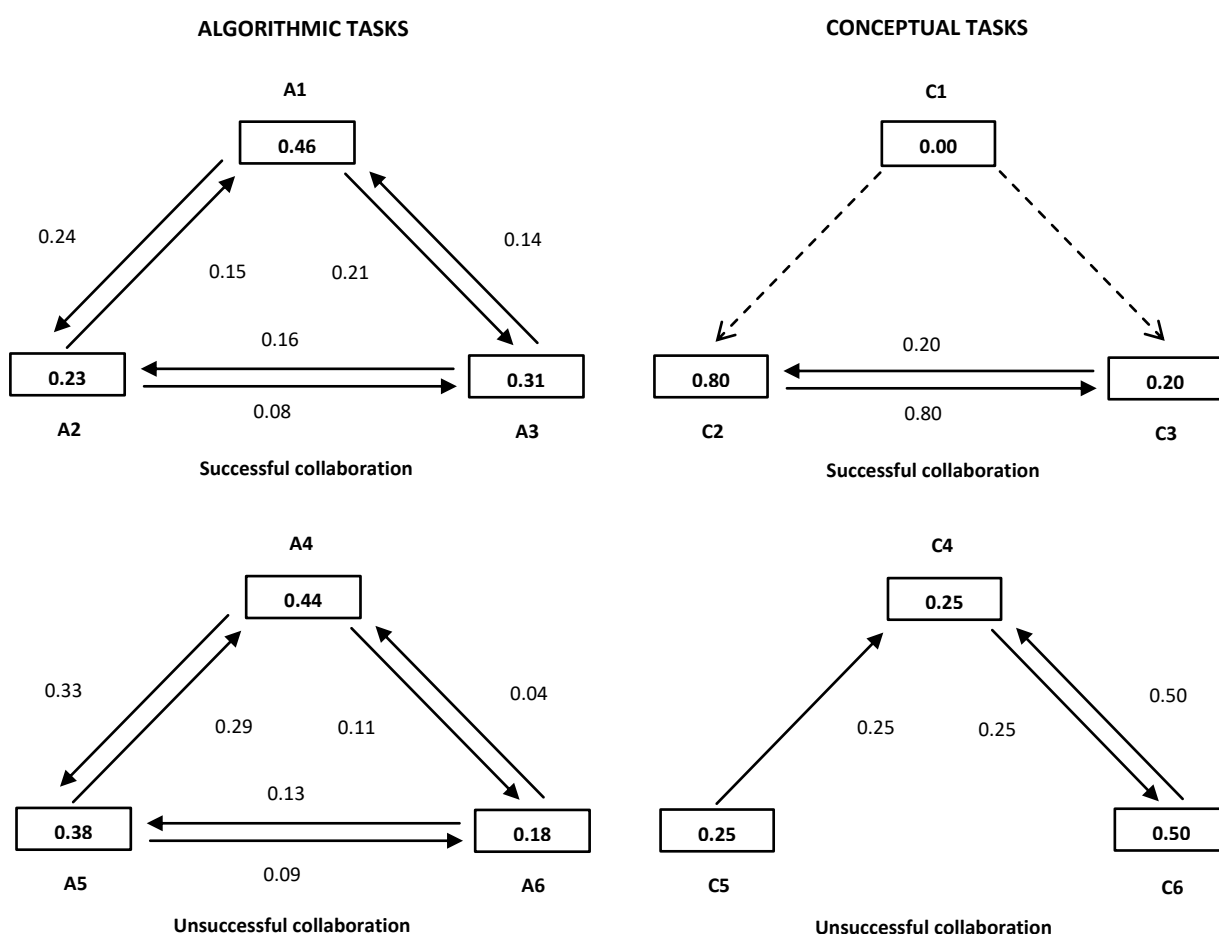 ALGORITHMIC TASKS
CONCEPTUAL TASKS
A1
C1
0.46
0.00
0.24
0.14
0.15
0.21
0.16
0.20
0.23
0.31
0.80
0.20
0.08
0.80
A2
A3
C2
C3
Successful collaboration
Successful collaboration
A4
C4
0.44
0.25
0.33
0.04
0.50
0.29
0.11
0.25
0.25
0.13
0.38
0.18
0.25
0.50
0.09
A5
A6
C5
C6
Unsuccessful collaboration
Unsuccessful collaboration